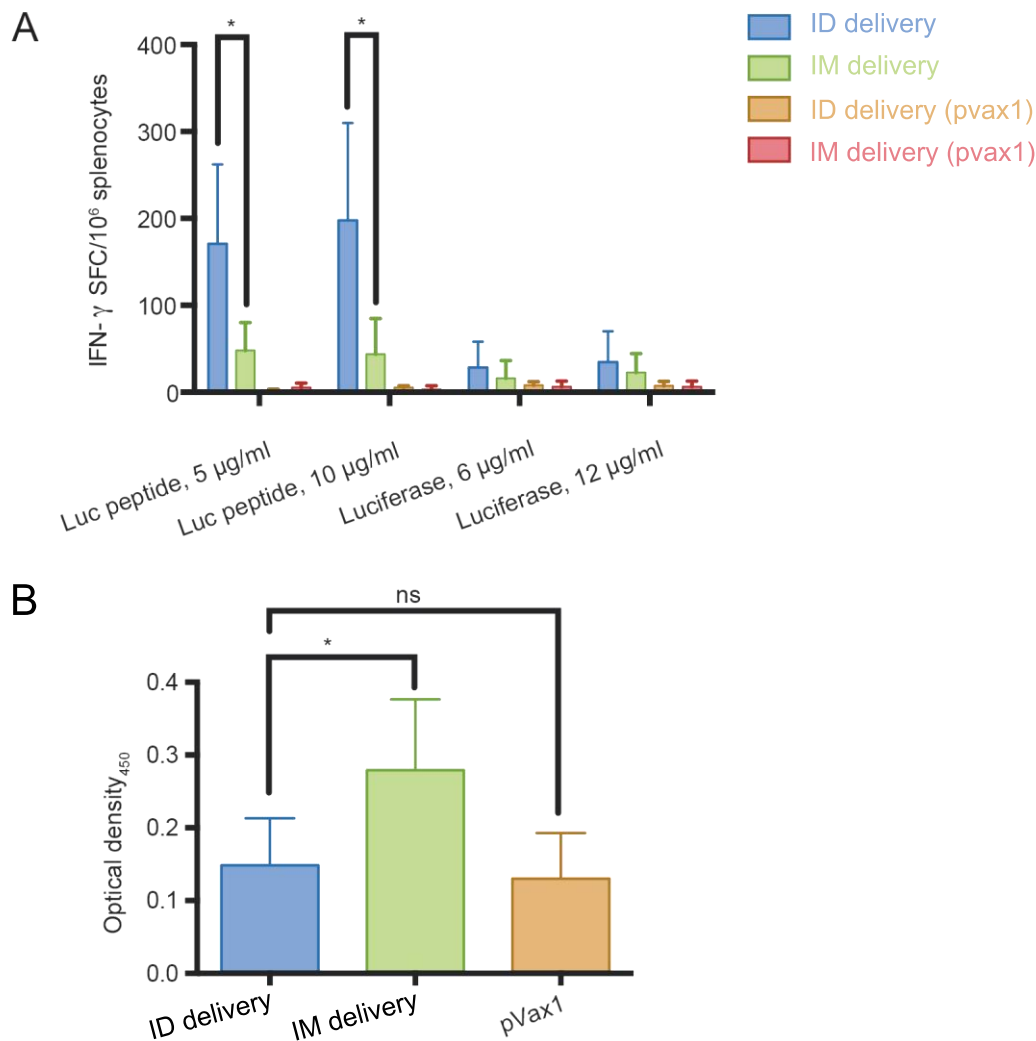 A
ID delivery
IM delivery
ID delivery (pvax1)
IM delivery (pvax1)
*
*
IFN- γ SFC/10⁶ splenocytes
400
300
200
100
0
Luc peptide, 5 μg/ml
Luc peptide, 10 μg/ml
Luciferase, 6 μg/ml
Luciferase, 12 μg/ml
B
ns
*
Optical density₄₅₀
0.4
0.3
0.2
0.1
0.0
ID delivery
IM delivery
pVax1